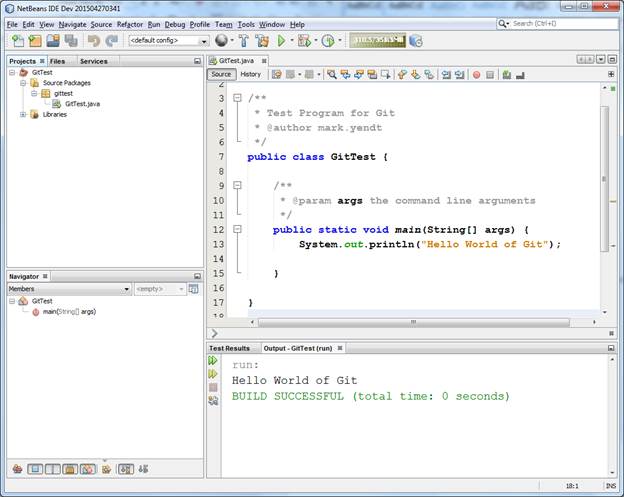 NetBeans IDE Dev 201504270341
File Edit View Navigate Source Refactor Run Debug Profile Team Tools Window Help
Search (Ctrl+I)
<default config>
Projects Files Services
GitTest
Source Packages
gittest
GitTest.java
Libraries
GitTest.java
Source History
2
3 /**
4 * Test Program for Git
5 * @author mark.yendt
6 */
7 public class GitTest {
8
9 /**
10 * @param args the command line arguments
11 */
12 public static void main(String[] args) {
13 System.out.println("Hello World of Git");
14
15 }
16
17 }
18
Navigator
Members <empty>
GitTest
main(String[] args)
Test Results Output - GitTest (run)
run:
Hello World of Git
BUILD SUCCESSFUL (total time: 0 seconds)
18:1 INS